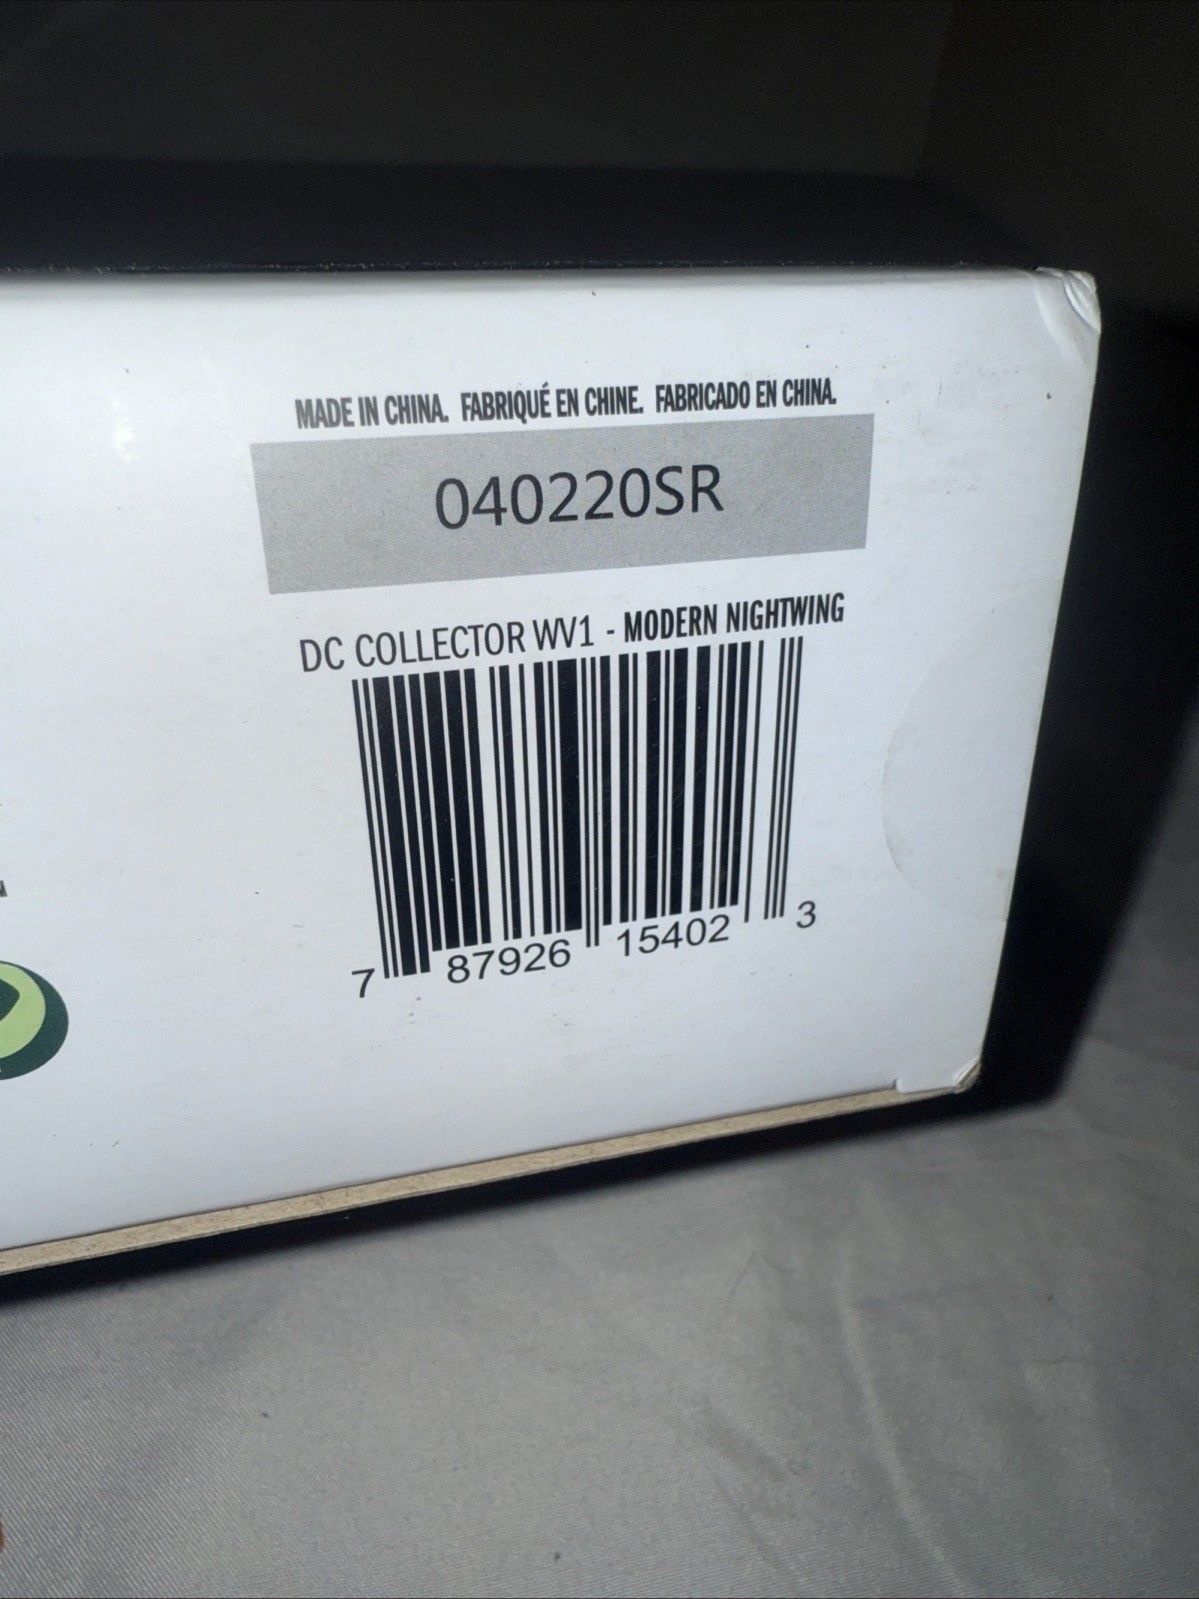 MADE IN CHINA. FABRIQUÉ EN CHINE. FABRICADO EN CHINA.
040220SR
DC COLLECTOR WV1 - MODERN NIGHTWING
7 87926 15402 3